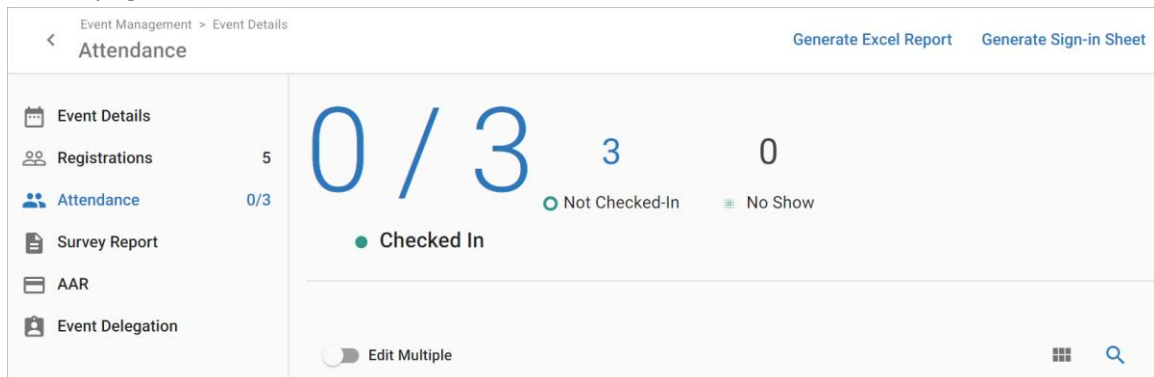 Event Management > Event Details
Attendance
Generate Excel Report
Generate Sign-in Sheet
Event Details
Registrations 5
Attendance 0/3
Survey Report
AAR
Event Delegation
0 / 3
Checked In
3
Not Checked-In
0
No Show
Edit Multiple